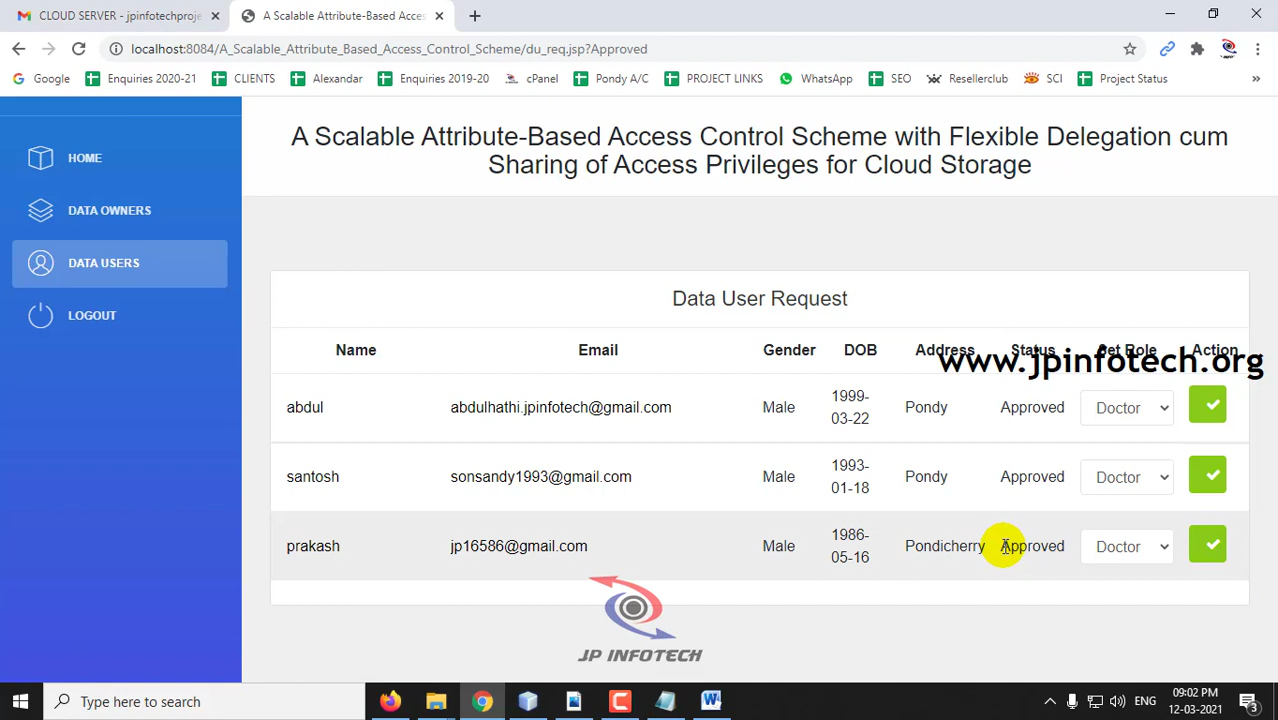 CLOUD SERVER - jpinfotechproje
A Scalable Attribute-Based Acces
localhost:8084/A_Scalable_Attribute_Based_Access_Control_Scheme/du_req.jsp?Approved
Google
Enquiries 2020-21
CLIENTS
Alexandar
Enquiries 2019-20
cPanel
Pondy A/C
PROJECT LINKS
WhatsApp
SEO
Resellerclub
SCI
Project Status
HOME
DATA OWNERS
DATA USERS
LOGOUT
A Scalable Attribute-Based Access Control Scheme with Flexible Delegation cum
Sharing of Access Privileges for Cloud Storage
Data User Request
Name Email Gender DOB Address Status Set Role Action
www.jpinfotech.org
abdul abdulhathi.jpinfotech@gmail.com Male 1999-03-22 Pondy Approved Doctor
santosh sonsandy1993@gmail.com Male 1993-01-18 Pondy Approved Doctor
prakash jp16586@gmail.com Male 1986-05-16 Pondicherry Approved Doctor
JP INFOTECH
Type here to search
ENG
09:02 PM
12-03-2021
3